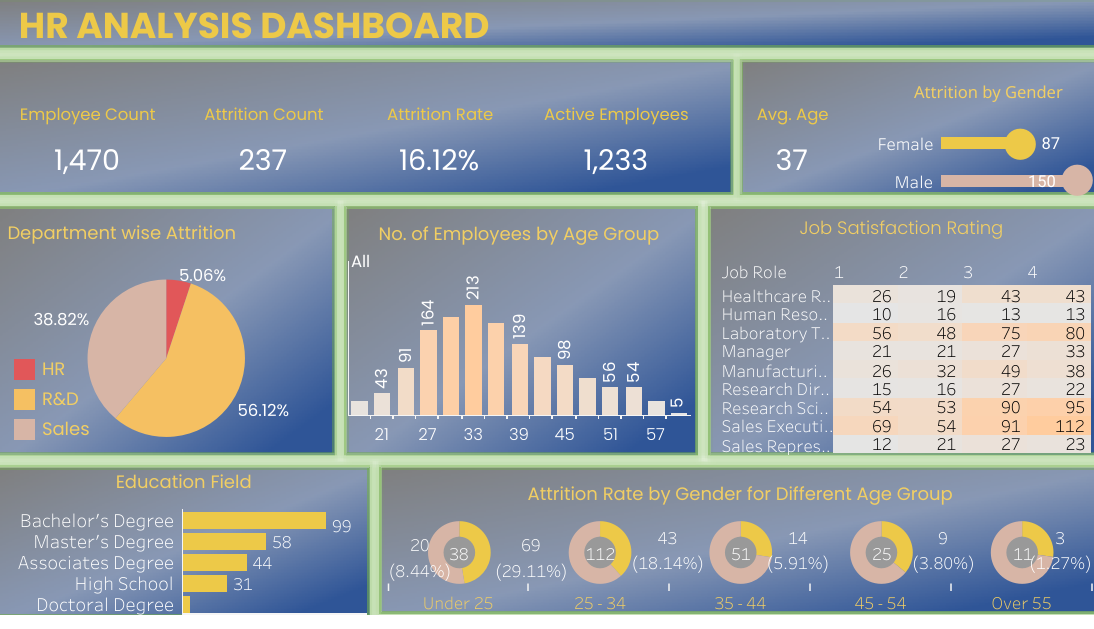 HR ANALYSIS DASHBOARD
Employee Count Attrition Count Attrition Rate Active Employees
1,470 237 16.12% 1,233
Avg. Age
37
Attrition by Gender
Female 87
Male 150
Department wise Attrition
5.06%
38.82%
56.12%
HR
R&D
Sales
No. of Employees by Age Group
All
43 91 164 213 139 98 56 54 5
21 27 33 39 45 51 57
Job Satisfaction Rating
Job Role 1 2 3 4
Healthcare R.. 26 19 43 43
Human Reso.. 10 16 13 13
Laboratory T.. 56 48 75 80
Manager 21 21 27 33
Manufacturi.. 26 32 49 38
Research Dir.. 15 16 27 22
Research Sci.. 54 53 90 95
Sales Executi.. 69 54 91 112
Sales Repres.. 12 21 27 23
Education Field
Bachelor's Degree 99
Master's Degree 58
Associates Degree 44
High School 31
Doctoral Degree
Attrition Rate by Gender for Different Age Group
20 69 43 14 9 3
38 112 51 25 11
(8.44%) (29.11%) (18.14%) (5.91%) (3.80%) (1.27%)
Under 25 25 - 34 35 - 44 45 - 54 Over 55